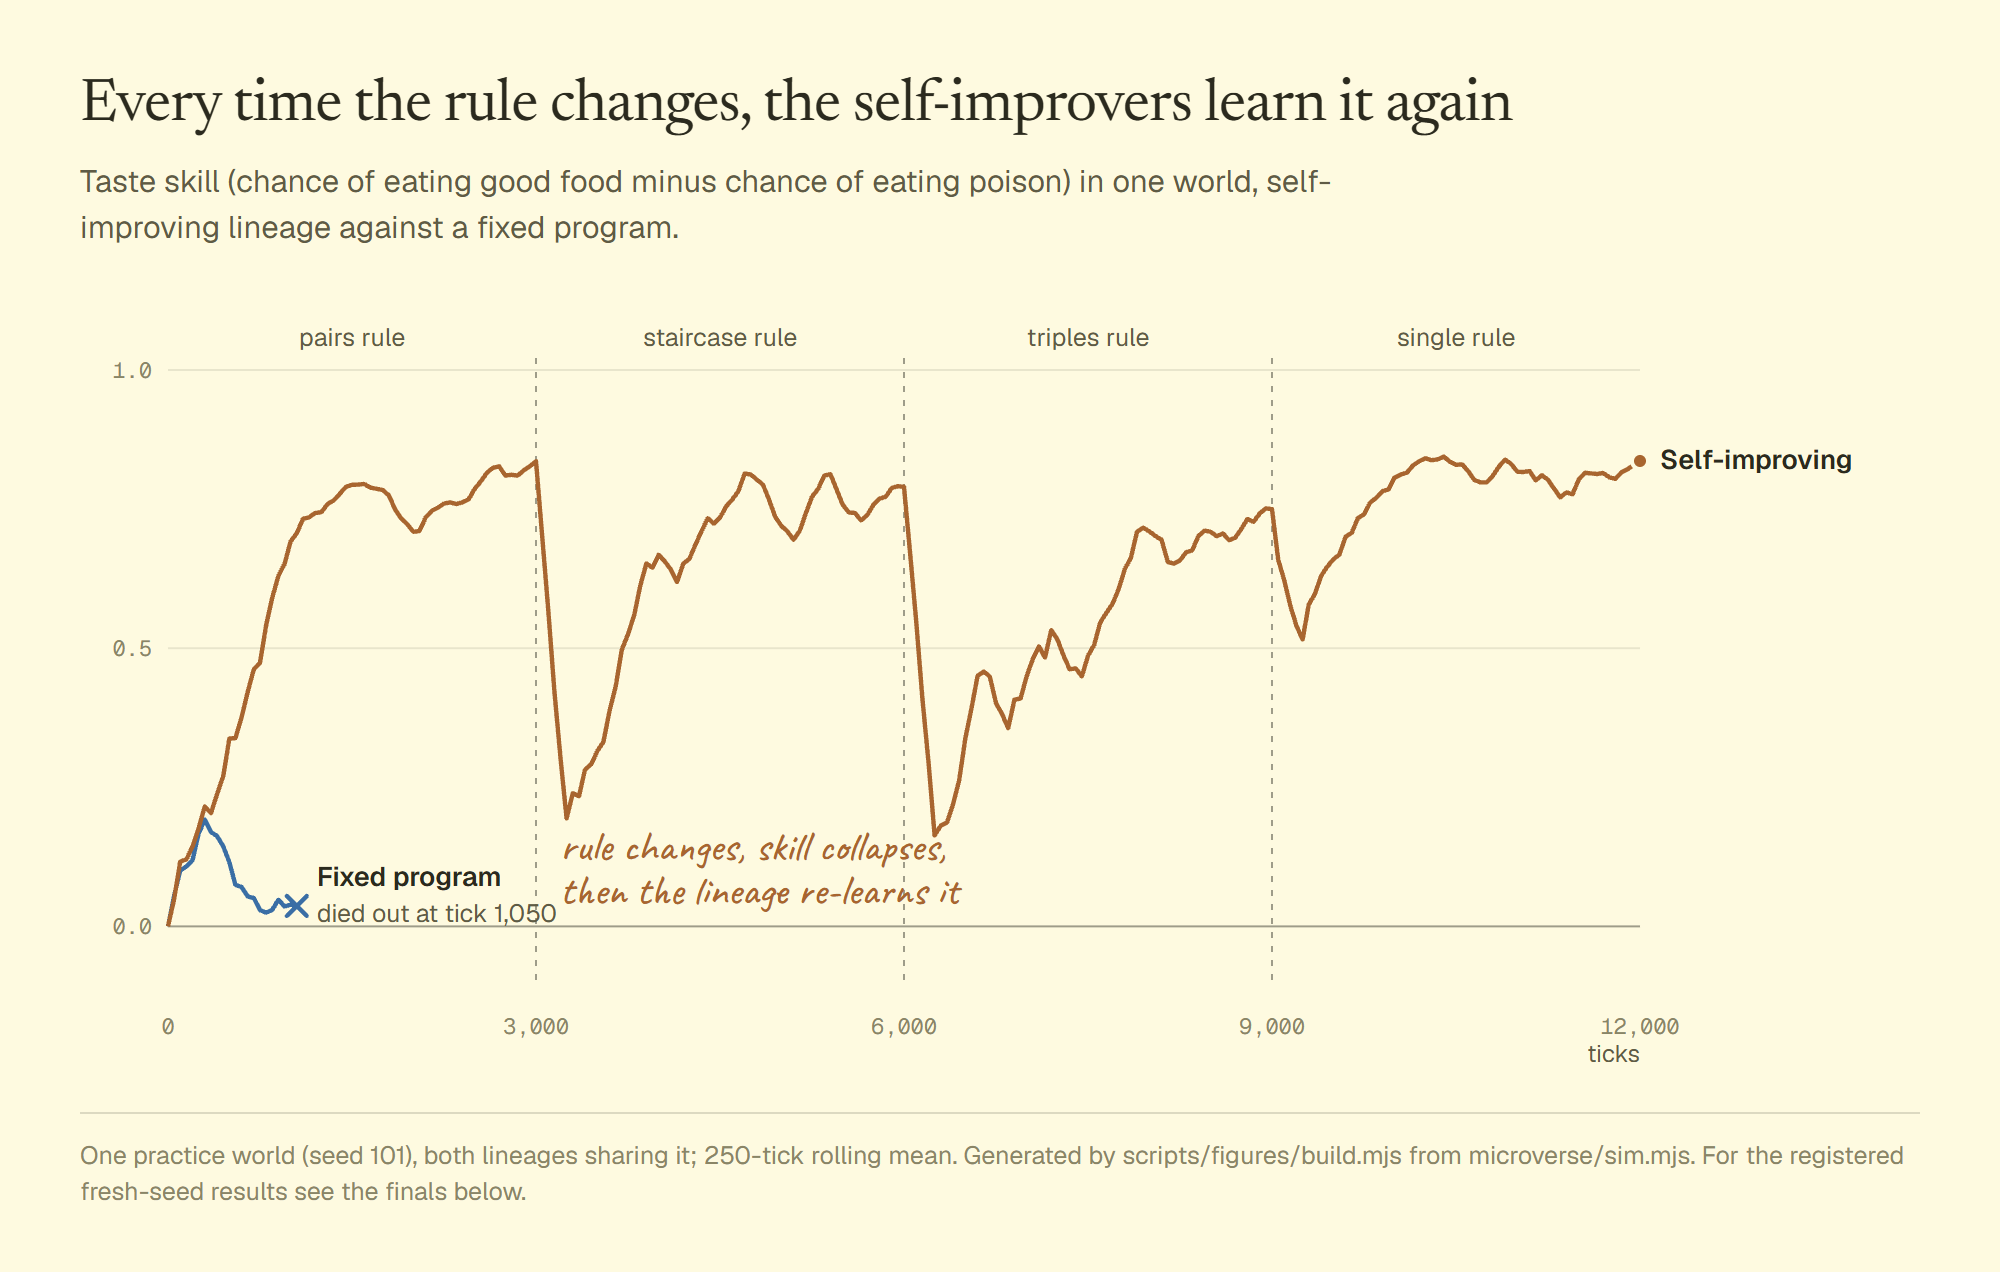 Every time the rule changes, the self-improvers learn it again
Taste skill (chance of eating good food minus chance of eating poison) in one world, self-
improving lineage against a fixed program.
pairs rule
staircase rule
triples rule
single rule
1.0
Self-improving
0.5
rule changes, skill collapses,
then the lineage re-learns it
Fixed program
died out at tick 1,050
0.0
0
3,000
6,000
9,000
12,000
ticks
One practice world (seed 101), both lineages sharing it; 250-tick rolling mean. Generated by scripts/figures/build.mjs from microverse/sim.mjs. For the registered
fresh-seed results see the finals below.